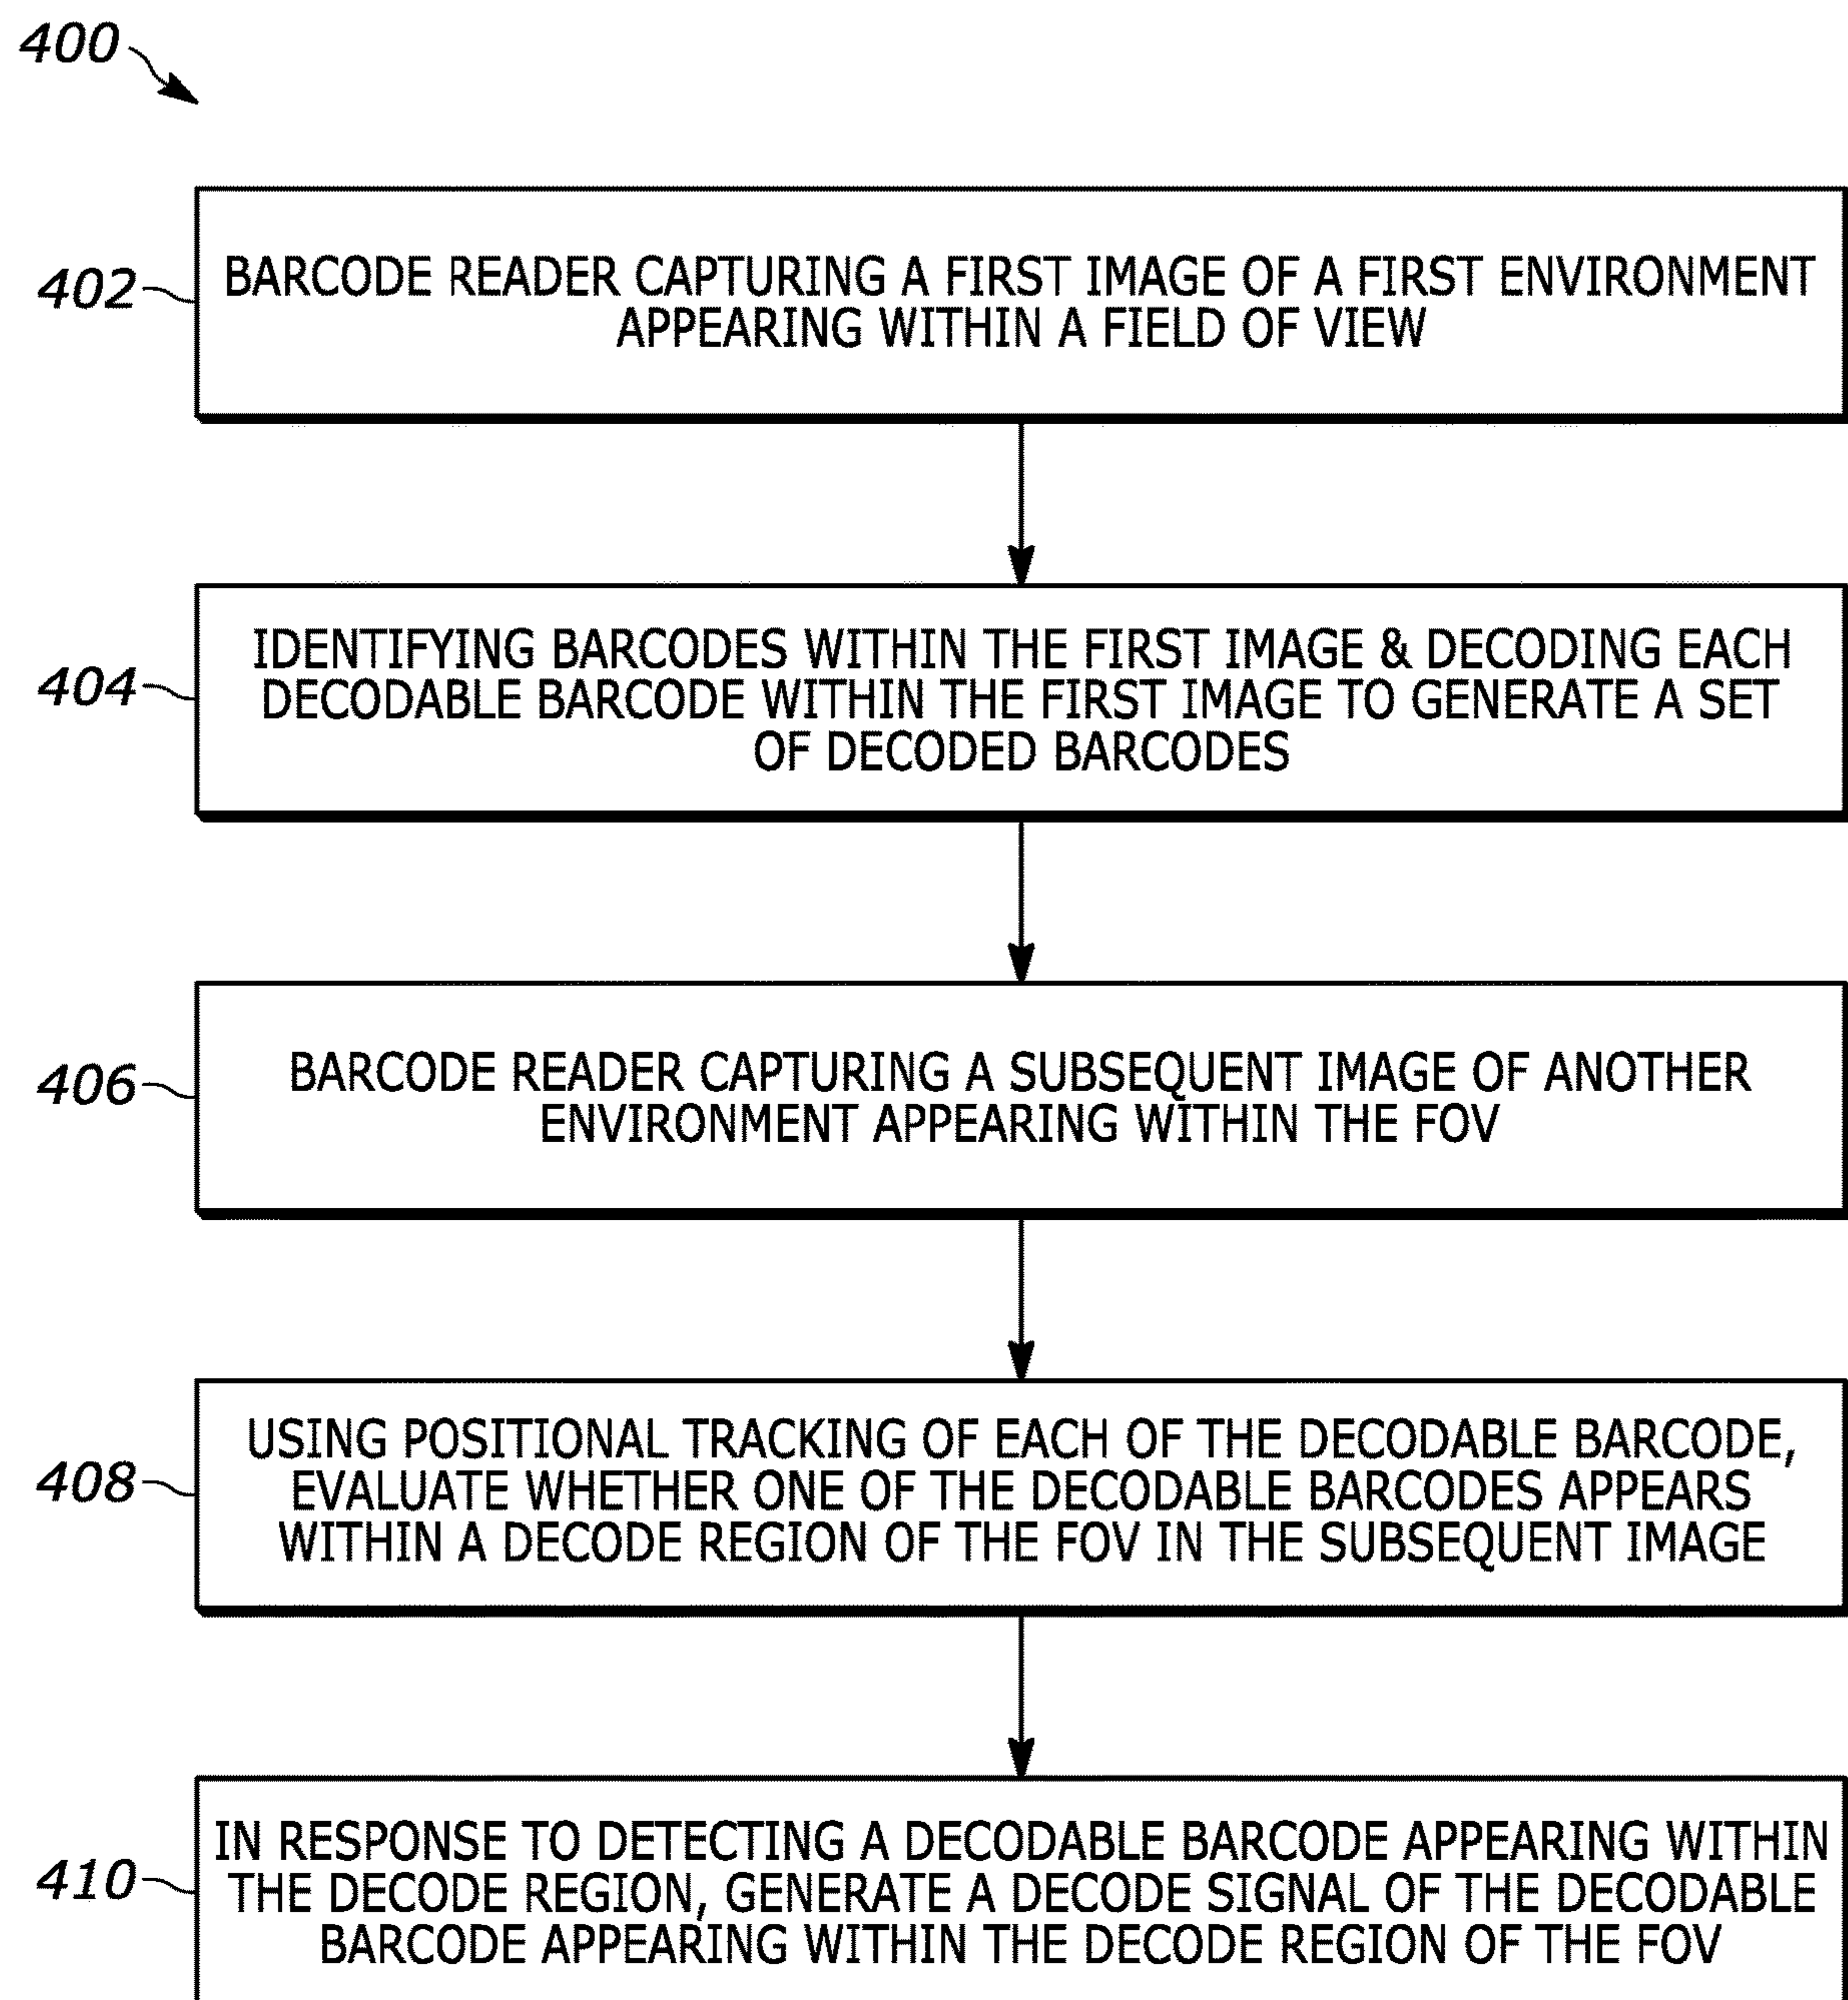 400
402
BARCODE READER CAPTURING A FIRST IMAGE OF A FIRST ENVIRONMENT
APPEARING WITHIN A FIELD OF VIEW
404
IDENTIFYING BARCODES WITHIN THE FIRST IMAGE & DECODING EACH
DECODABLE BARCODE WITHIN THE FIRST IMAGE TO GENERATE A SET
OF DECODED BARCODES
406
BARCODE READER CAPTURING A SUBSEQUENT IMAGE OF ANOTHER
ENVIRONMENT APPEARING WITHIN THE FOV
408
USING POSITIONAL TRACKING OF EACH OF THE DECODABLE BARCODE,
EVALUATE WHETHER ONE OF THE DECODABLE BARCODES APPEARS
WITHIN A DECODE REGION OF THE FOV IN THE SUBSEQUENT IMAGE
410
IN RESPONSE TO DETECTING A DECODABLE BARCODE APPEARING WITHIN
THE DECODE REGION, GENERATE A DECODE SIGNAL OF THE DECODABLE
BARCODE APPEARING WITHIN THE DECODE REGION OF THE FOV